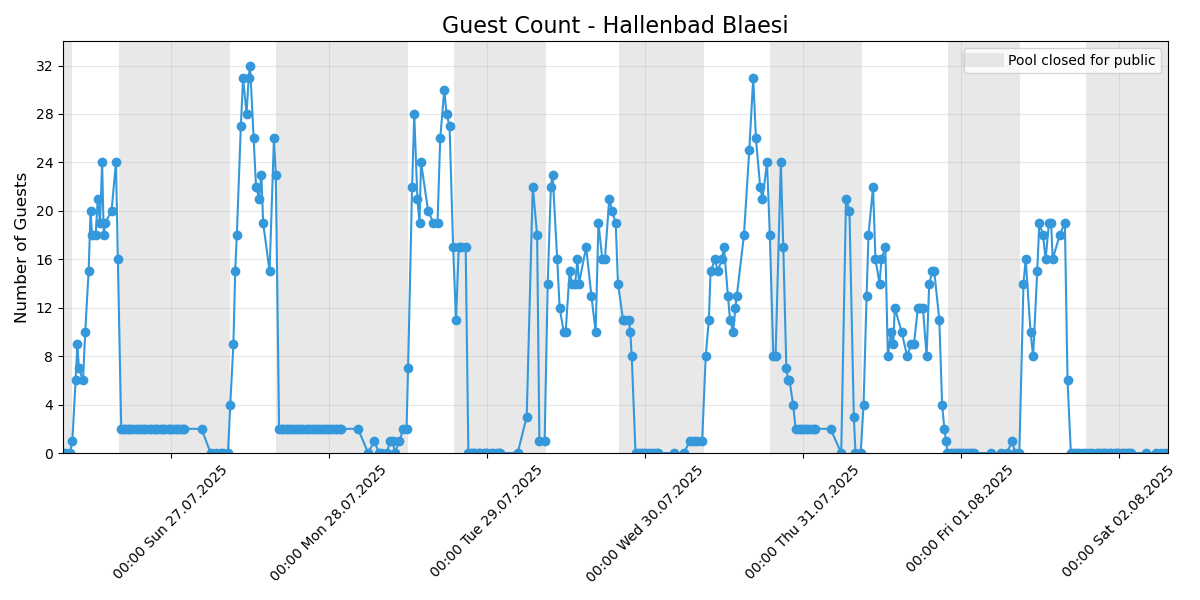 Guest Count - Hallenbad Blaesi
Pool closed for public
Number of Guests
32
28
24
20
16
12
8
4
0
00:00 Sun 27.07.2025
00:00 Mon 28.07.2025
00:00 Tue 29.07.2025
00:00 Wed 30.07.2025
00:00 Thu 31.07.2025
00:00 Fri 01.08.2025
00:00 Sat 02.08.2025